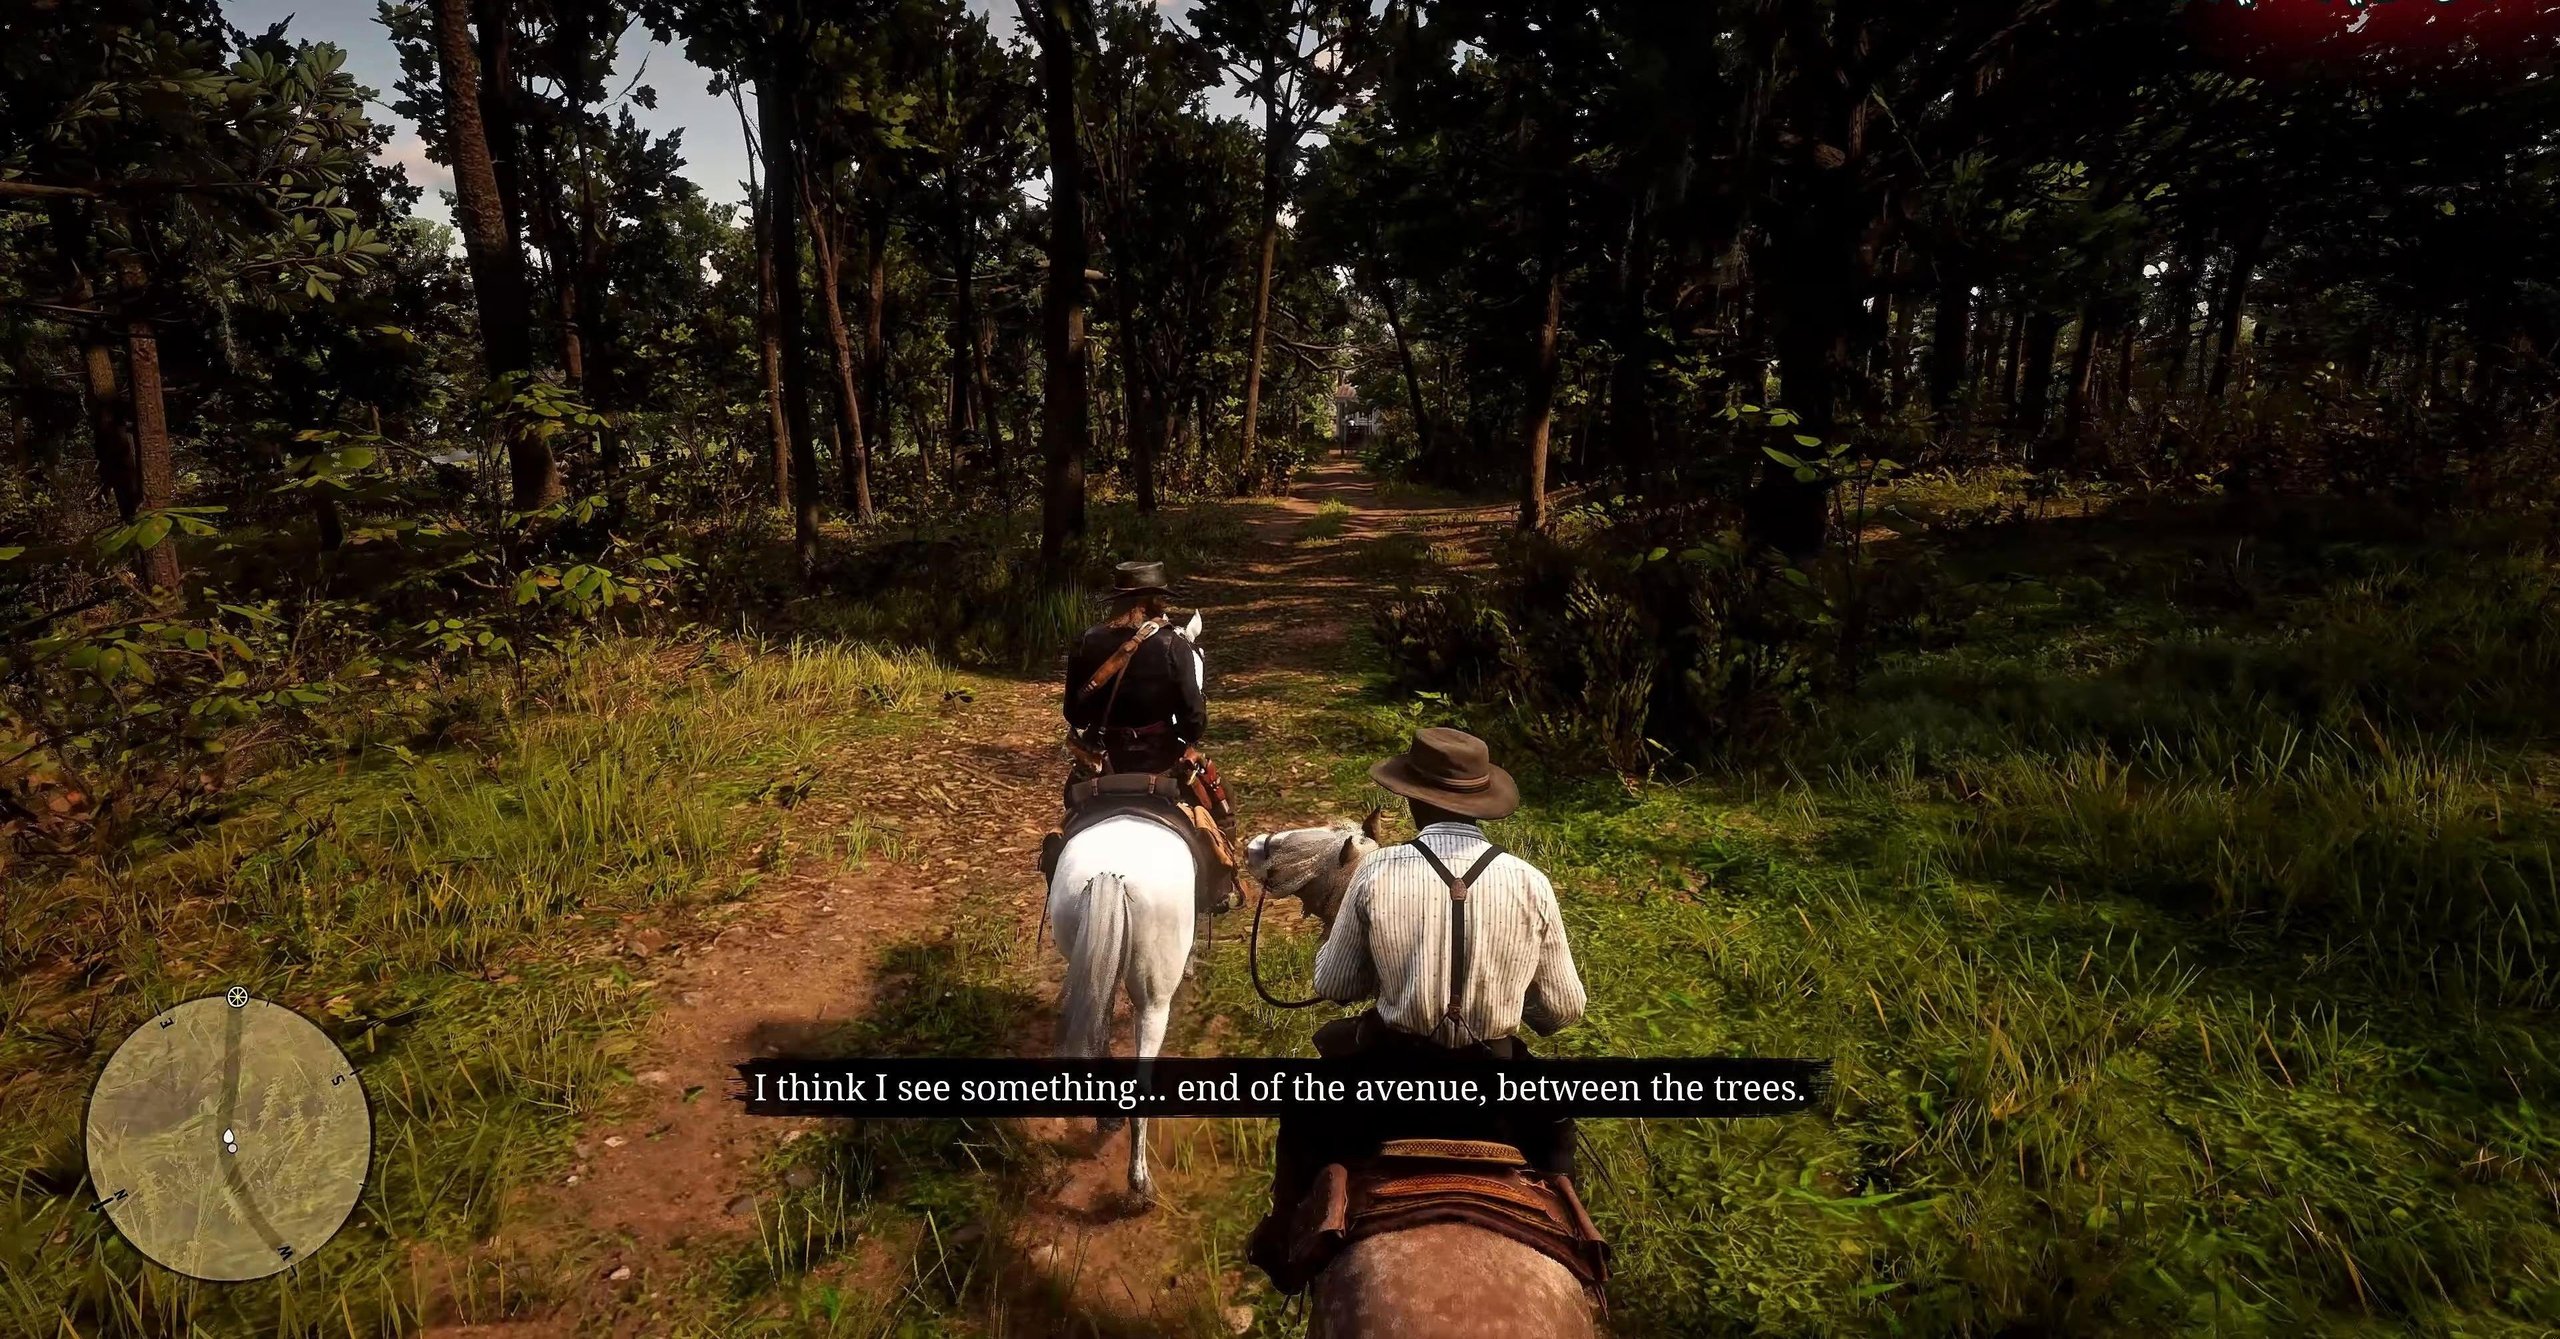 E
S
I think I see something... end of the avenue, between the trees.
N
W